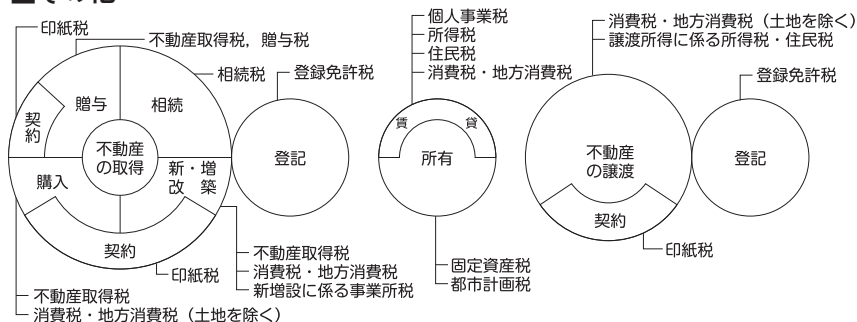 印紙税
不動産取得税，贈与税
相続税
登録免許税
契約
贈与
相続
不動産
の取得
購入
新・増
改築
契約
印紙税
登記
不動産取得税
消費税・地方消費税
新増設に係る事業所税
不動産取得税
消費税・地方消費税（土地を除く）
個人事業税
所得税
住民税
消費税・地方消費税
賃貸
所有
固定資産税
都市計画税
消費税・地方消費税（土地を除く）
譲渡所得に係る所得税・住民税
登録免許税
不動産
の譲渡
契約
印紙税
登記